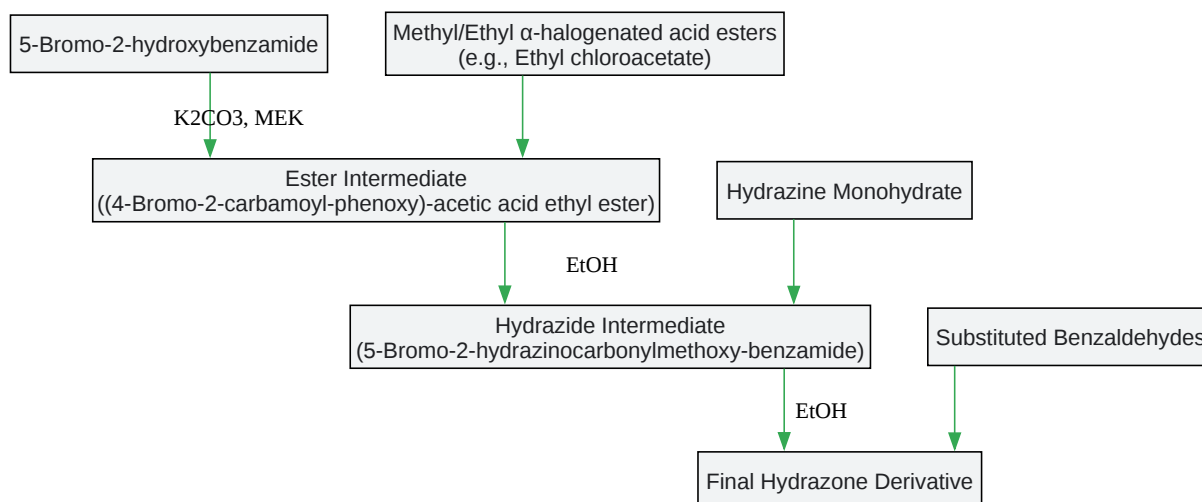 5-Bromo-2-hydroxybenzamide
Methyl/Ethyl α-halogenated acid esters
(e.g., Ethyl chloroacetate)
K2CO3, MEK
Ester Intermediate
((4-Bromo-2-carbamoyl-phenoxy)-acetic acid ethyl ester)
Hydrazine Monohydrate
EtOH
Hydrazide Intermediate
(5-Bromo-2-hydrazinocarbonylmethoxy-benzamide)
Substituted Benzaldehydes
EtOH
Final Hydrazone Derivative